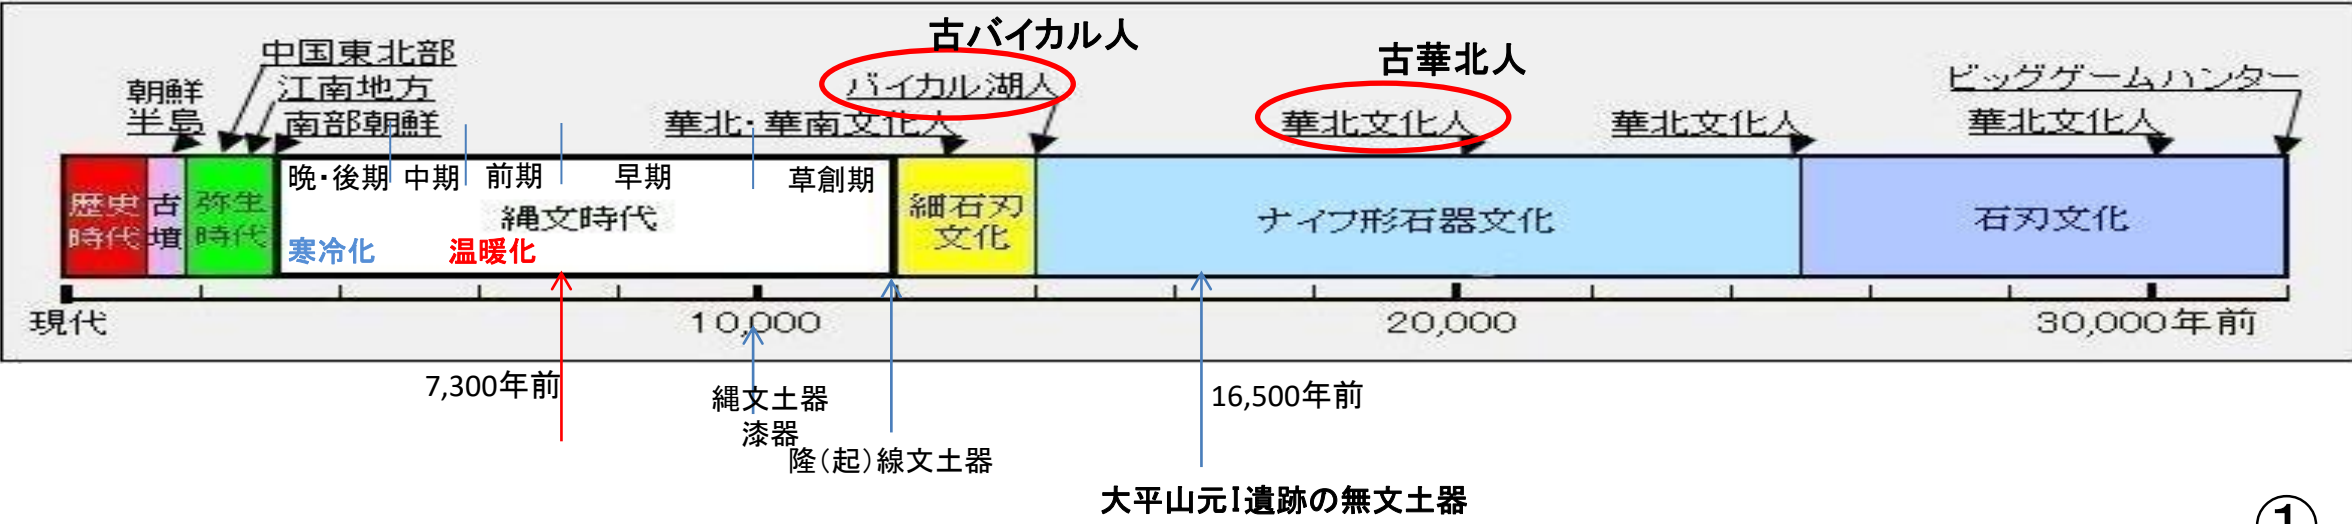 古バイカル人
古華北人
中国東北部
朝鮮
半島
江南地方
南部朝鮮
バイカル湖人
華北・華南文化人
華北文化人
華北文化人
ビッグゲームハンター
華北文化人
歴史
時代
古
墳
弥生
時代
晩・後期
中期
前期
早期
草創期
縄文時代
寒冷化
温暖化
細石刃
文化
ナイフ形石器文化
石刃文化
現代
10,000
20,000
30,000年前
7,300年前
縄文土器
漆器
隆(起)線文土器
16,500年前
大平山元I遺跡の無文土器
①